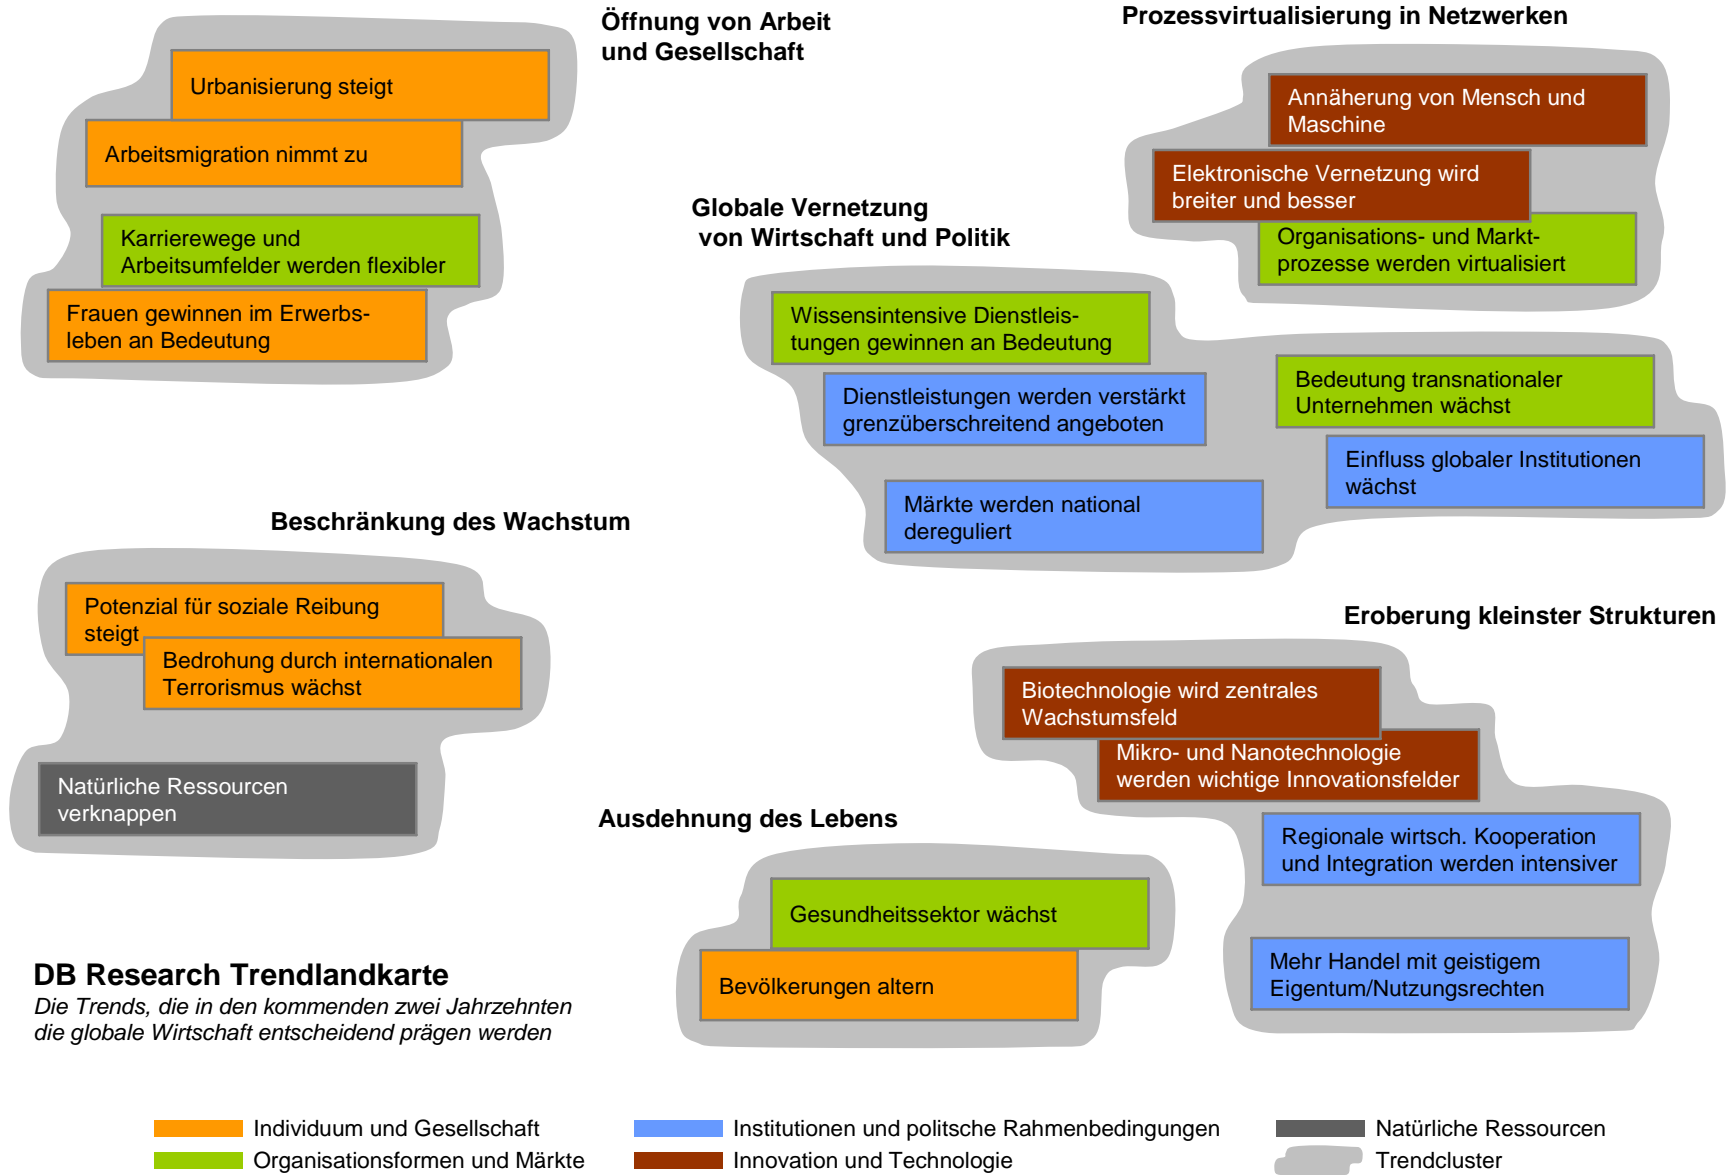 Öffnung von Arbeit
und Gesellschaft
Urbanisierung steigt
Arbeitsmigration nimmt zu
Karrierewege und
Arbeitsumfelder werden flexibler
Frauen gewinnen im Erwerbs-
leben an Bedeutung
Prozessvirtualisierung in Netzwerken
Annäherung von Mensch und
Maschine
Elektronische Vernetzung wird
breiter und besser
Organisations- und Markt-
prozesse werden virtualisiert
Globale Vernetzung
von Wirtschaft und Politik
Wissensintensive Dienstleis-
tungen gewinnen an Bedeutung
Dienstleistungen werden verstärkt
grenzüberschreitend angeboten
Märkte werden national
dereguliert
Bedeutung transnationaler
Unternehmen wächst
Einfluss globaler Institutionen
wächst
Beschränkung des Wachstum
Potenzial für soziale Reibung
steigt
Bedrohung durch internationalen
Terrorismus wächst
Natürliche Ressourcen
verknappen
Eroberung kleinster Strukturen
Biotechnologie wird zentrales
Wachstumsfeld
Mikro- und Nanotechnologie
werden wichtige Innovationsfelder
Regionale wirtsch. Kooperation
und Integration werden intensiver
Mehr Handel mit geistigem
Eigentum/Nutzungsrechten
Ausdehnung des Lebens
Gesundheitssektor wächst
Bevölkerungen altern
DB Research Trendlandkarte
Die Trends, die in den kommenden zwei Jahrzehnten
die globale Wirtschaft entscheidend prägen werden
Individuum und Gesellschaft
Organisationsformen und Märkte
Institutionen und politsche Rahmenbedingungen
Innovation und Technologie
Natürliche Ressourcen
Trendcluster